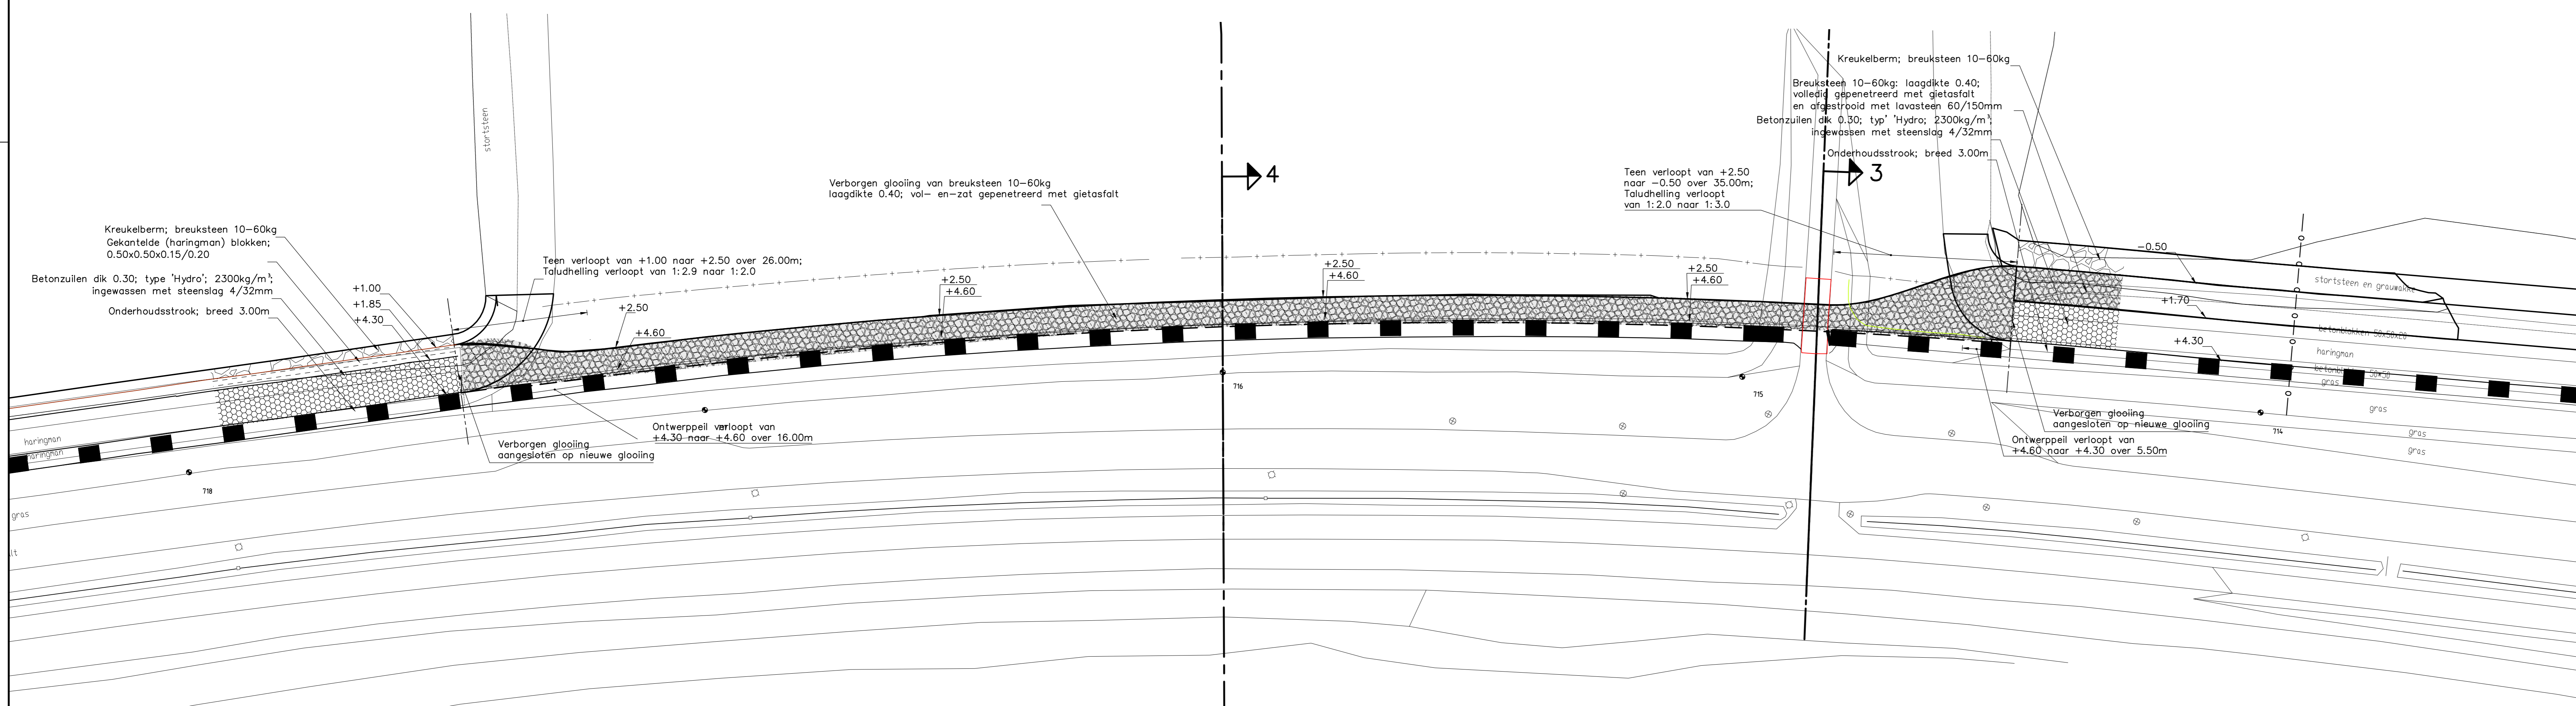 stortsteen
Kreukelberm; breuksteen 10-60kg
Gekantelde (haringman) blokken;
0.50x0.50x0.15/0.20
Betonzuilen dik 0.30; type 'Hydro'; 2300kg/m³;
ingewassen met steenslag 4/32mm
Onderhoudsstrook; breed 3.00m
+1.00
+1.85
+4.30
Teen verloopt van +1.00 naar +2.50 over 26.00m;
Taludhelling verloopt van 1:2.9 naar 1:2.0
+2.50
+4.60
Verborgen glooiing van breuksteen 10-60kg
laagdikte 0.40; vol- en-zat gepenetreerd met gietasfalt
+2.50
+4.60
4
+2.50
+4.60
Teen verloopt van +2.50
naar -0.50 over 35.00m;
Taludhelling verloopt
van 1:2.0 naar 1:3.0
+2.50
+4.60
3
Kreukelberm; breuksteen 10-60kg
Breuksteen 10-60kg: laagdikte 0.40;
volledig gepenetreerd met gietasfalt
en afgestrooid met lavasteen 60/150mm
Betonzuilen dik 0.30; typ' 'Hydro; 2300kg/m³;
ingewassen met steenslag 4/32mm
Onderhoudsstrook; breed 3.00m
-0.50
stortsteen en grauwakke
+1.70
betonblokken 50x50x20
+4.30
haringman
50x50
gras
gras
gras
gras
haringman
haringman
gras
lt
718
Verborgen glooiing
aangesloten op nieuwe glooiing
Ontwerppeil verloopt van
+4.30 naar +4.60 over 16.00m
716
715
Verborgen glooiing
aangesloten op nieuwe glooiing
Ontwerppeil verloopt van
+4.60 naar +4.30 over 5.50m
714